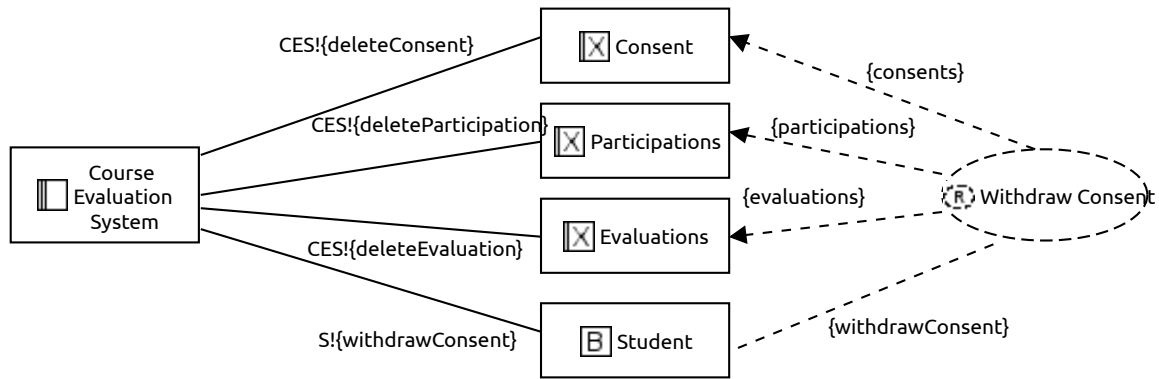 CES!{deleteConsent}
X Consent
{consents}
CES!{deleteParticipation}
X Participations
{participations}
Course
Evaluation
System
R Withdraw Consent
{evaluations}
X Evaluations
CES!{deleteEvaluation}
S!{withdrawConsent}
B Student
{withdrawConsent}